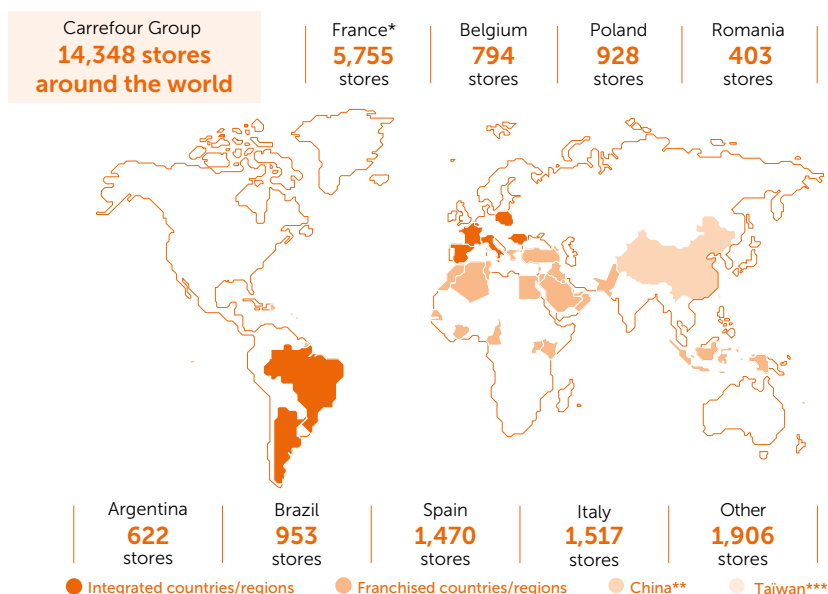 Carrefour Group
14,348 stores
around the world
France*
5,755
stores
Belgium
794
stores
Poland
928
stores
Romania
403
stores
Argentina
622
stores
Brazil
953
stores
Spain
1,470
stores
Italy
1,517
stores
Other
1,906
stores
Integrated countries/regions
Franchised countries/regions
China**
Taïwan***